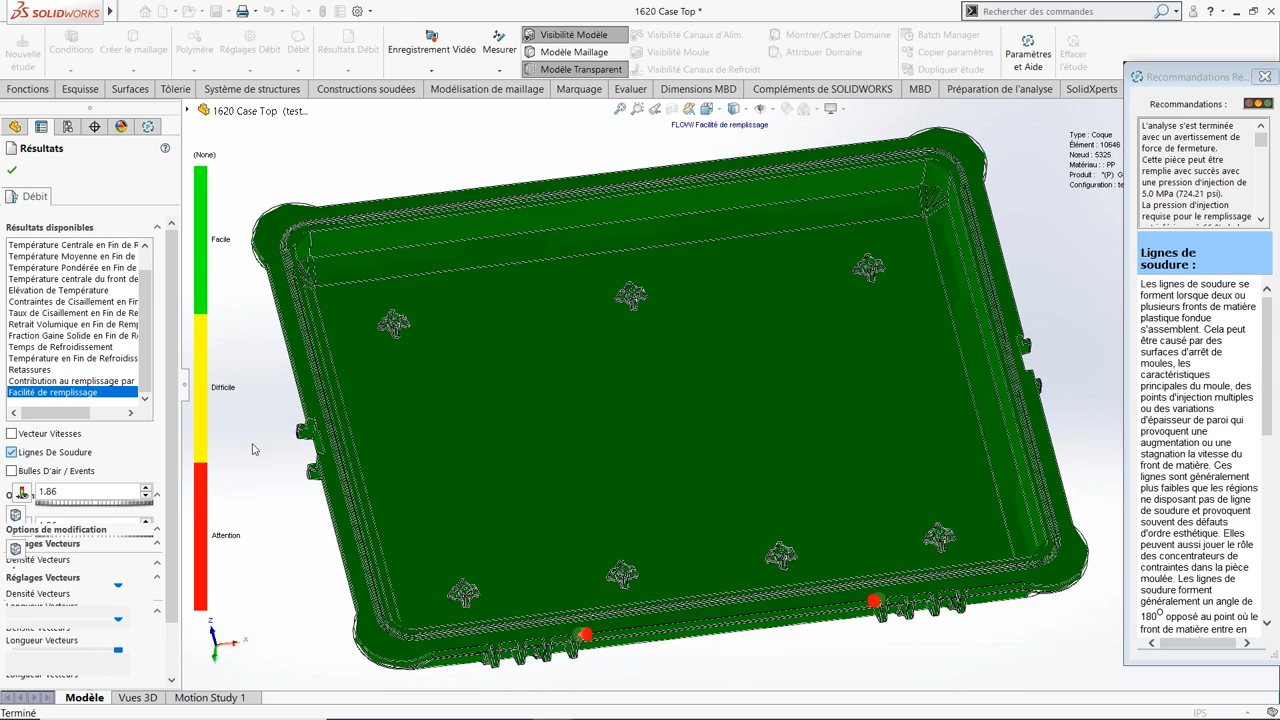 SOLIDWORKS
1620 Case Top *
Rechercher des commandes
Nouvelle étude
Conditions
Créer le maillage
Polymère
Réglages Débit
Débit
Résultats Débit
Enregistrement Vidéo
Mesurer
Visibilité Modèle
Modèle Maillage
Modèle Transparent
Visibilité Canaux d'Alim.
Visibilité Moule
Visibilité Canaux de Refroidt
Montrer/Cacher Domaine
Attribuer Domaine
Batch Manager
Copier paramètres
Dupliquer étude
Paramètres et Aide
Effacer l'étude
Fonctions
Esquisse
Surfaces
Tôlerie
Système de structures
Constructions soudées
Modélisation de maillage
Marquage
Evaluer
Dimensions MBD
Compléments de SOLIDWORKS
MBD
Préparation de l'analyse
SolidXperts
1620 Case Top (test...
FLOW/Facilité de remplissage
Résultats
Débit
Résultats disponibles
Température Centrale en Fin de R
Température Moyenne en Fin de R
Température Pondérée en Fin de R
Température centrale du front de
Elévation de Température
Contraintes de Cisaillement en Fin
Taux de Cisaillement en Fin de Rem
Retrait Volumique en Fin de Remp
Fraction Gaine Solide en Fin de R
Temps de Refroidissement
Température en Fin de Refroidiss
Retassures
Contribution au remplissage par
Facilité de remplissage
Vecteur Vitesses
Lignes De Soudure
Bulles D'air / Events
1.86
Options de modification
Réglages Vecteurs
Densité Vecteurs
Réglages Vecteurs
Densité Vecteurs
Longueur Vecteurs
(None)
Facile
Difficile
Attention
Z
X
Type : Coque
Elément : 10646
Nœud : 5325
Matériau : : PP
Produit : *(P) G
Configuration : te
Recommandations Ré...
Recommandations :
L'analyse s'est terminée
avec un avertissement de
force de fermeture.
Cette pièce peut être
remplie avec succès avec
une pression d'injection de
5.0 MPa (724.21 psi).
La pression d'injection
requise pour le remplissage
Lignes de
soudure :
Les lignes de soudure se
forment lorsque deux ou
plusieurs fronts de matière
plastique fondue
s'assemblent. Cela peut
être causé par des
surfaces d'arrêt de
moules, les
caractéristiques
principales du moule, des
points d'injection multiples
ou des variations
d'épaisseur de paroi qui
provoquent une
augmentation ou une
stagnation la vitesse du
front de matière. Ces
lignes sont généralement
plus faibles que les régions
ne disposant pas de ligne
de soudure et provoquent
souvent des défauts
d'ordre esthétique. Elles
peuvent aussi jouer le rôle
des concentrateurs de
contraintes dans la pièce
moulée. Les lignes de
soudure forment
généralement un angle de
180O opposé au point où le
front de matière entre en
Modèle
Vues 3D
Motion Study 1
Terminé
IPS